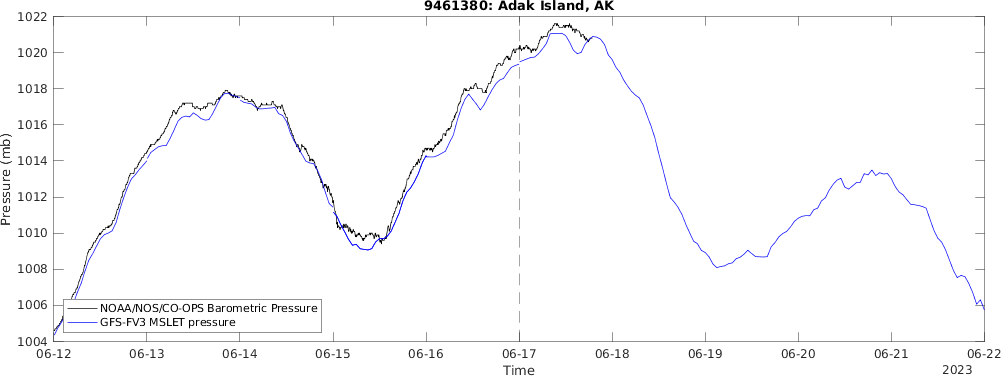 9461380: Adak Island, AK
Pressure (mb)
1022
1020
1018
1016
1014
1012
1010
1008
1006
1004
NOAA/NOS/CO-OPS Barometric Pressure
GFS-FV3 MSLET pressure
06-12 06-13 06-14 06-15 06-16 06-17 06-18 06-19 06-20 06-21 06-22
Time
2023